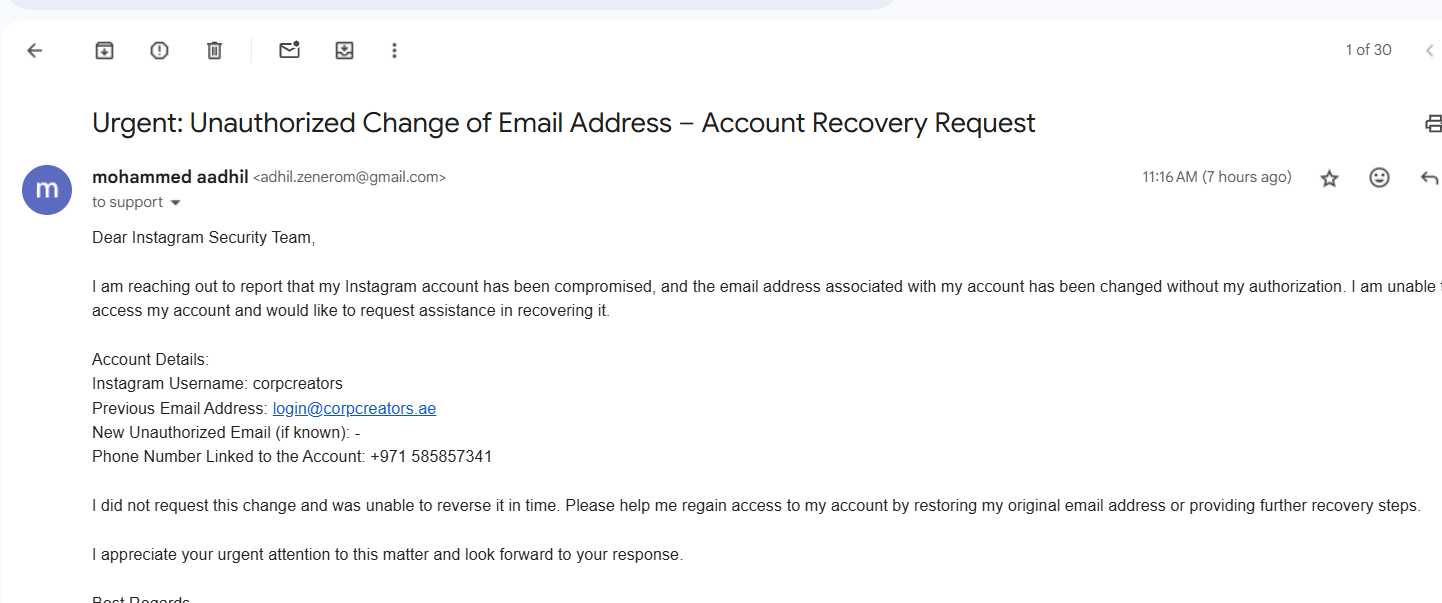 1 of 30
Urgent: Unauthorized Change of Email Address – Account Recovery Request
m
mohammed aadhil <adhil.zenerom@gmail.com>
11:16 AM (7 hours ago)
to support
Dear Instagram Security Team,
I am reaching out to report that my Instagram account has been compromised, and the email address associated with my account has been changed without my authorization. I am unable
access my account and would like to request assistance in recovering it.
Account Details:
Instagram Username: corpcreators
Previous Email Address: login@corpcreators.ae
New Unauthorized Email (if known): -
Phone Number Linked to the Account: +971 585857341
I did not request this change and was unable to reverse it in time. Please help me regain access to my account by restoring my original email address or providing further recovery steps.
I appreciate your urgent attention to this matter and look forward to your response.
Best Regards